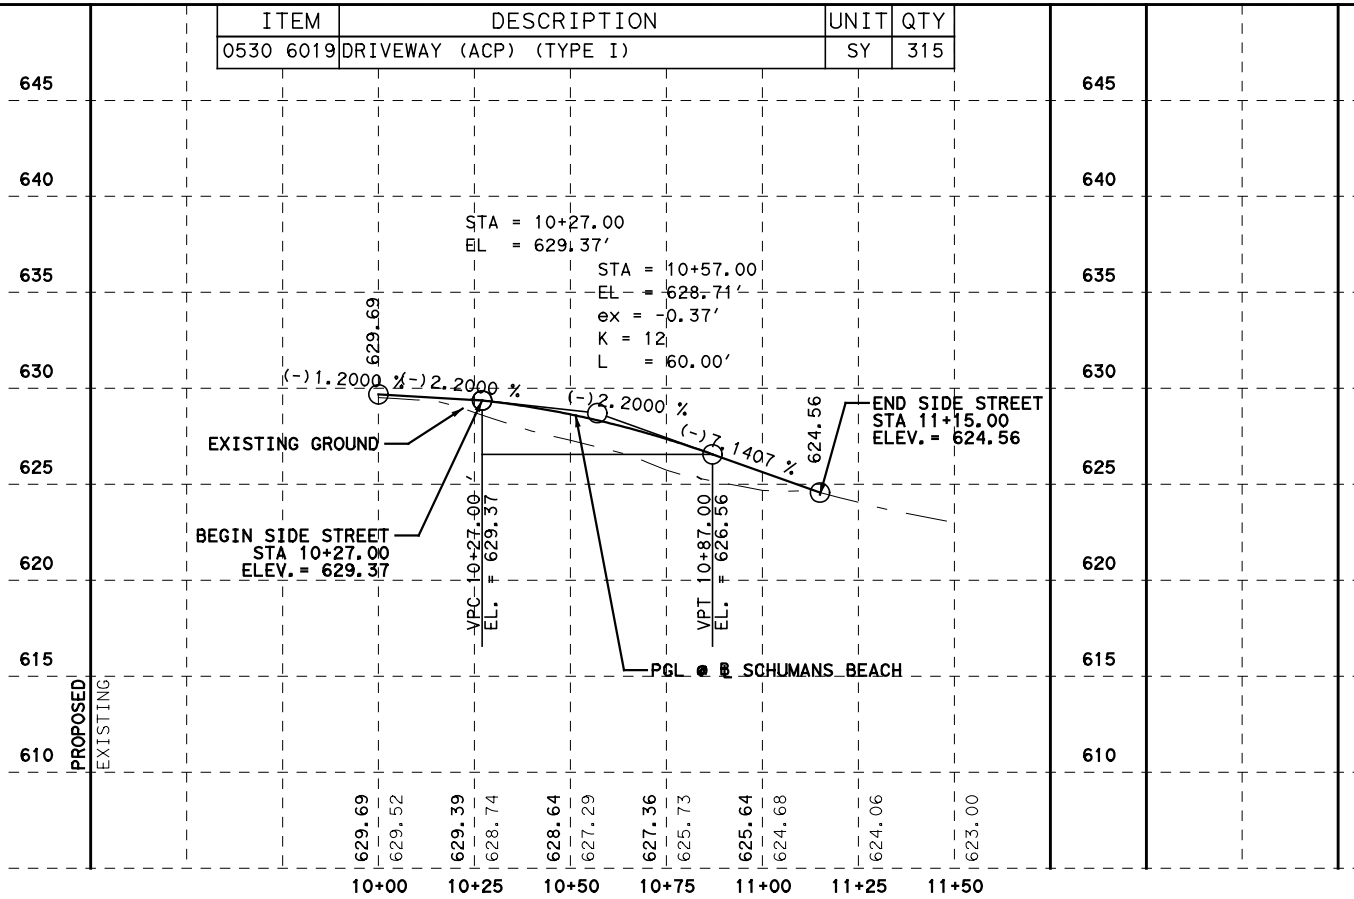 ITEM DESCRIPTION UNIT QTY
0530 6019 DRIVEWAY (ACP) (TYPE I) SY 315
645 645
640 640
STA = 10+27.00
EL = 629.37'
635 635
STA = 10+57.00
EL = 628.71'
ex = -0.37'
K = 12
L = 60.00'
629.69
630 630
(-)1.2000 %
(-)2.2000 %
(-)2.2000 %
(-)7.1407 %
624.56
END SIDE STREET
STA 11+15.00
ELEV.= 624.56
EXISTING GROUND
625 625
BEGIN SIDE STREET
STA 10+27.00
ELEV.= 629.37
VPC 10+27.00 '
EL. = 629.37
VPT 10+87.00 '
EL. = 626.56
620 620
615 615
PGL @ ℄ SCHUMANS BEACH
PROPOSED
EXISTING
610 610
629.69
629.52
629.39
628.74
628.64
627.29
627.36
625.73
625.64
624.68
624.06
623.00
10+00 10+25 10+50 10+75 11+00 11+25 11+50